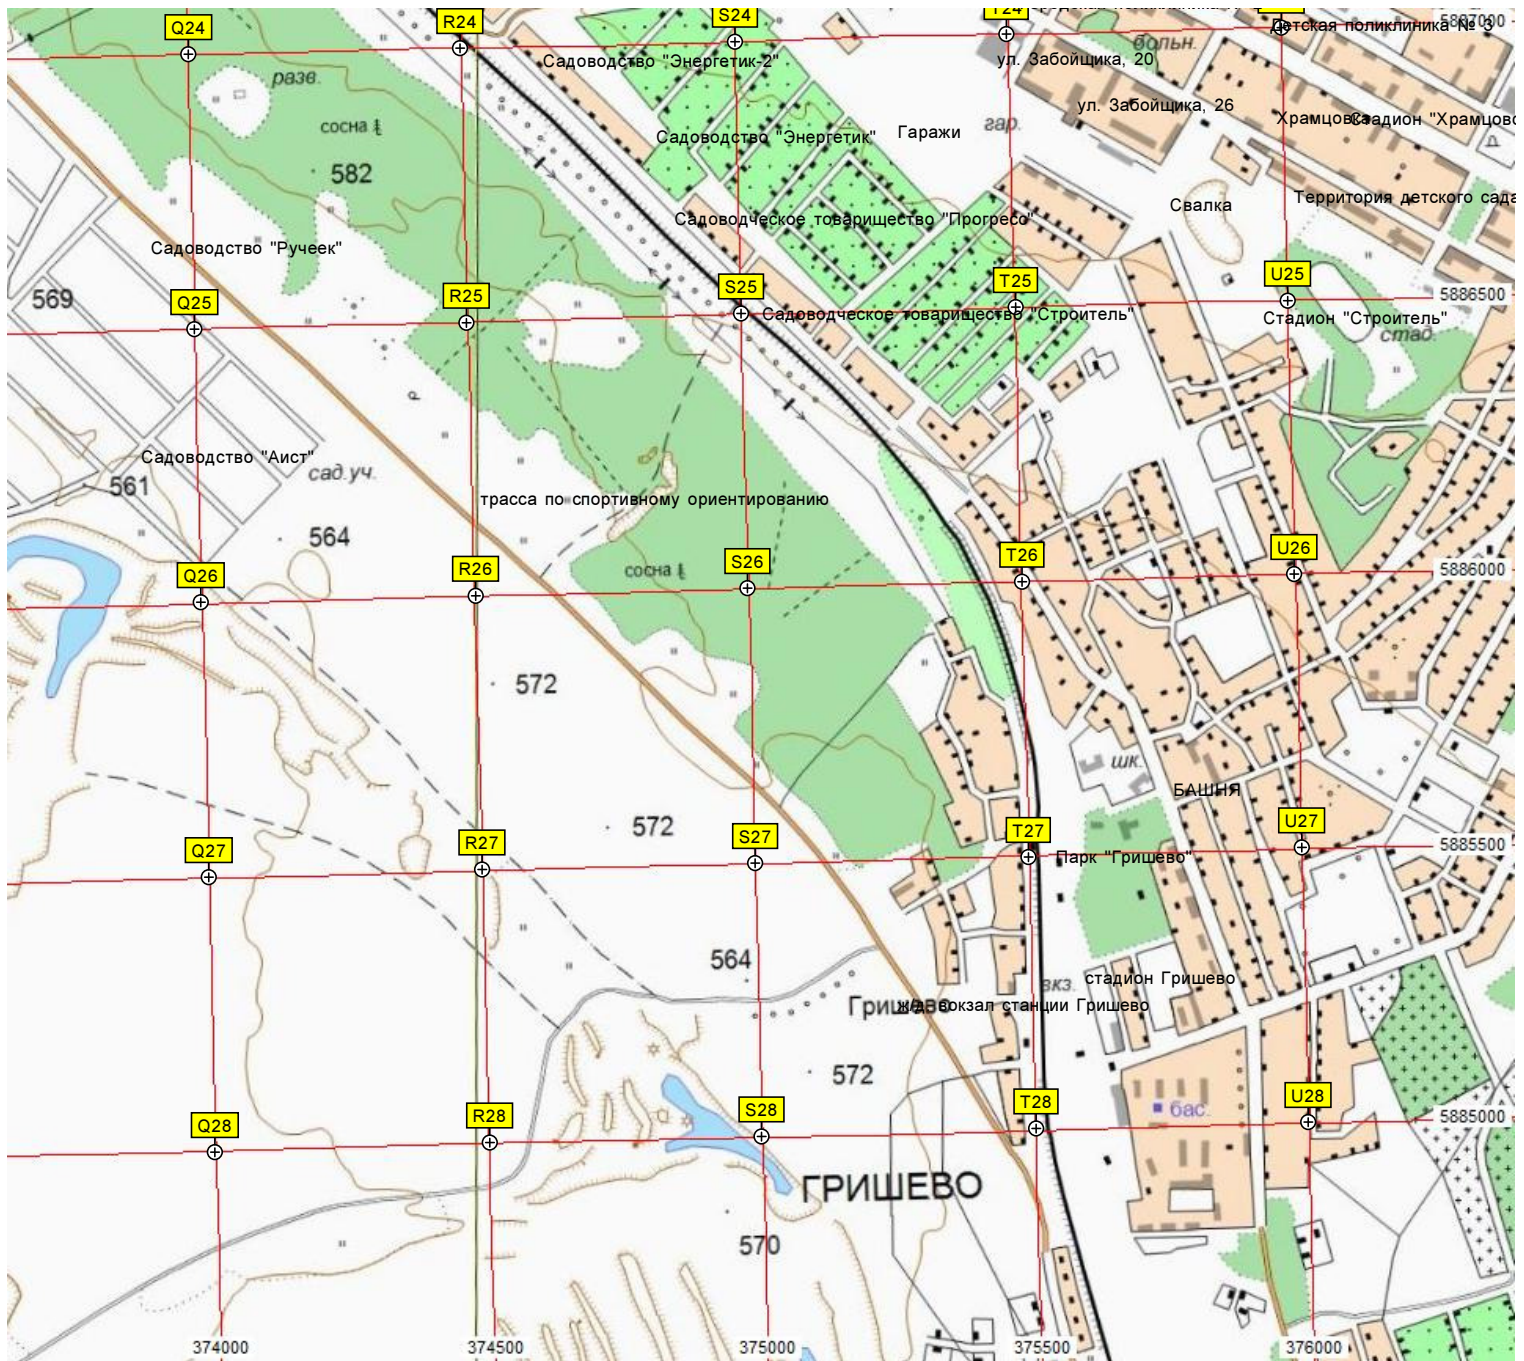 Q24
R24
S24
T24
5887000
Детская поликлиника № 3
больн.
Садоводство "Энергетик-2"
ул. Забойщика, 20
разв.
ул. Забойщика, 26
сосна
Садоводство "Энергетик"
Гаражи
гар.
Храмцовка
Стадион "Храмцово
582
Свалка
Территория детского сада
Садоводческое товарищество "Прогресс"
Садоводство "Ручеек"
569
Q25
R25
S25
T25
U25
5886500
Садоводческое товарищество "Строитель"
Стадион "Строитель"
стад.
Р
Садоводство "Аист"
сад.уч.
561
трасса по спортивному ориентированию
564
Q26
R26
сосна
S26
T26
U26
5886000
572
шк.
БАШНЯ
572
Q27
R27
S27
T27
U27
5885500
Парк "Гришево"
564
вкз.
стадион Гришево
Гришево
ж/д. вокзал станции Гришево
572
Q28
R28
S28
T28
бас.
U28
5885000
ГРИШЕВО
570
374000
374500
375000
375500
376000